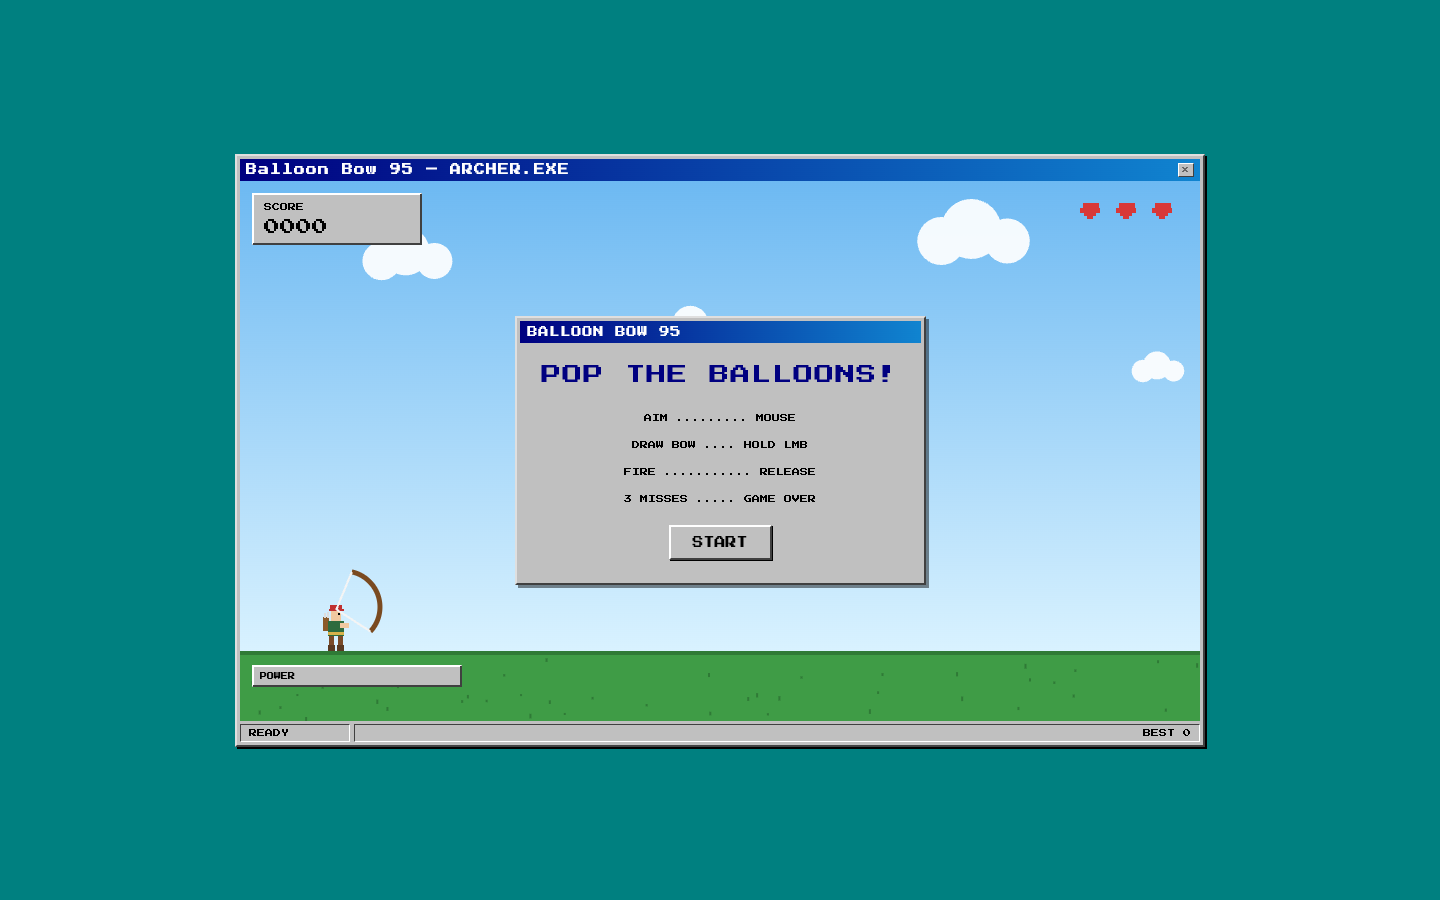 Balloon Bow 95 — ARCHER.EXE
SCORE
0000
BALLOON BOW 95
POP THE BALLOONS!
AIM ......... MOUSE
DRAW BOW .... HOLD LMB
FIRE ........... RELEASE
3 MISSES ..... GAME OVER
START
POWER
READY
BEST 0